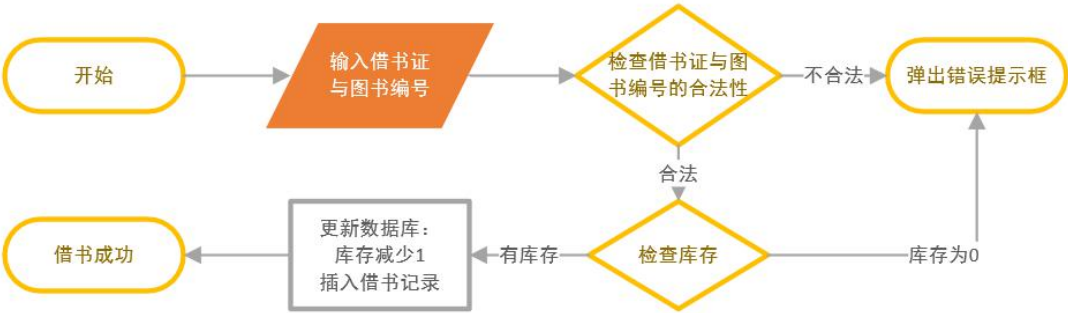 开始
输入借书证
与图书编号
检查借书证与图
书编号的合法性
不合法
弹出错误提示框
合法
借书成功
更新数据库：
库存减少1
插入借书记录
有库存
检查库存
库存为0